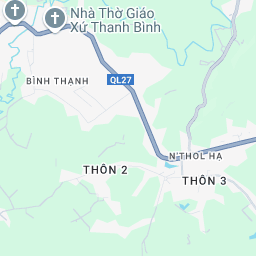 Nhà Thờ Giáo
Xứ Thanh Bình
BÌNH THẠNH
QL27
N'THOL HẠ
THÔN 2
THÔN 3